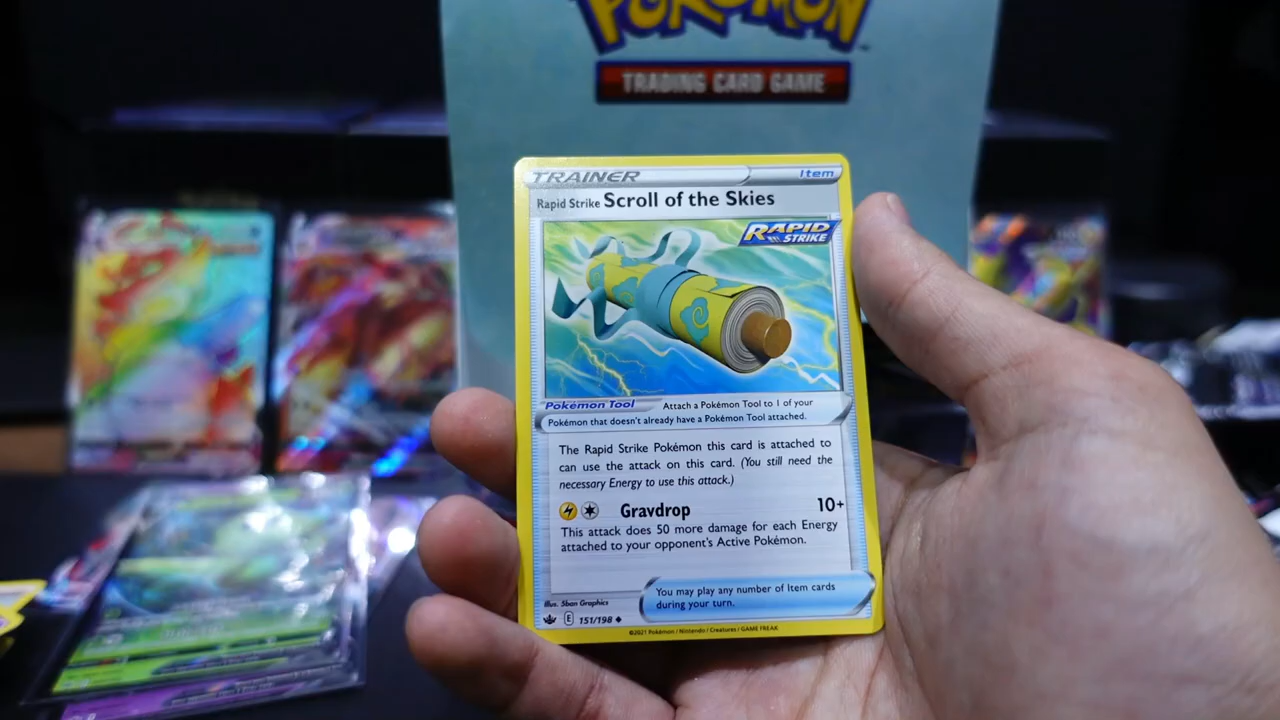 POKÉMON
TRADING CARD GAME
TRAINER Item
Rapid Strike Scroll of the Skies
RAPID
STRIKE
Pokémon Tool Attach a Pokémon Tool to 1 of your
Pokémon that doesn't already have a Pokémon Tool attached.
The Rapid Strike Pokémon this card is attached to
can use the attack on this card. (You still need the
necessary Energy to use this attack.)
Gravdrop 10+
This attack does 50 more damage for each Energy
attached to your opponent's Active Pokémon.
You may play any number of Item cards
during your turn.
Illus. 5ban Graphics
E 151/198
©2021 Pokémon / Nintendo / Creatures / GAME FREAK